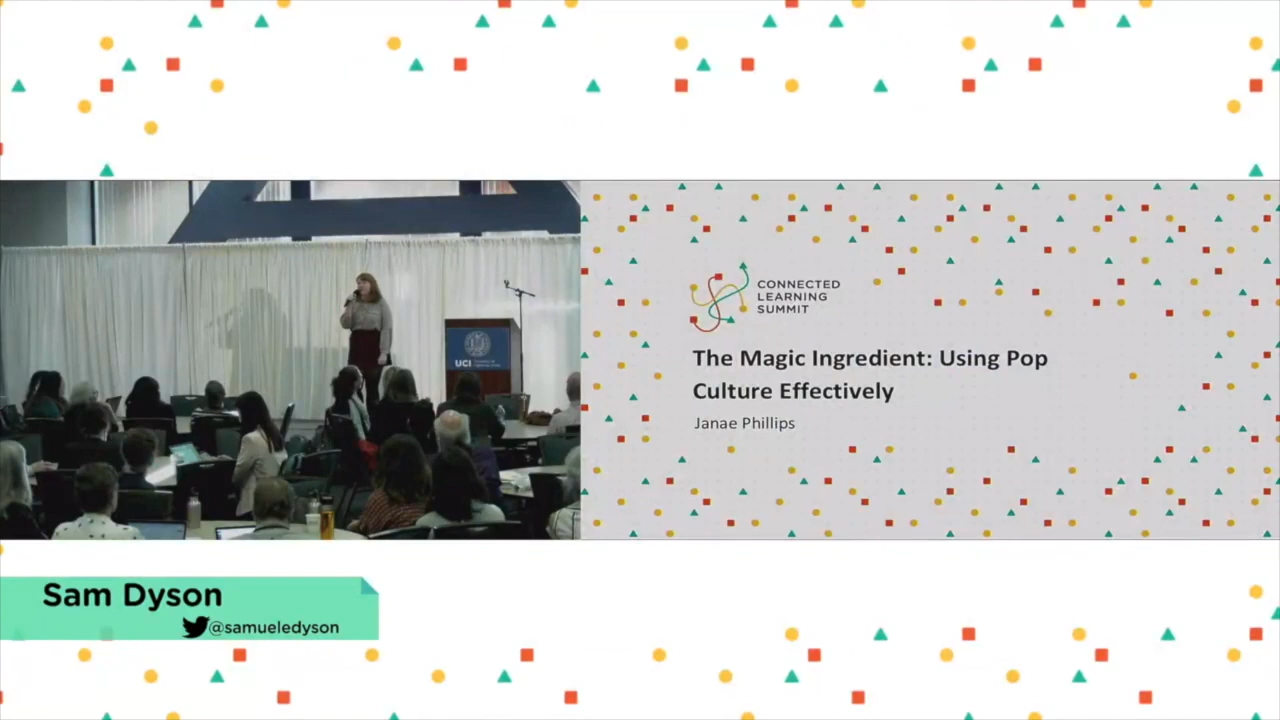 CONNECTED
LEARNING
SUMMIT
The Magic Ingredient: Using Pop
Culture Effectively
Janae Phillips
UCI
Sam Dyson
@samueledyson